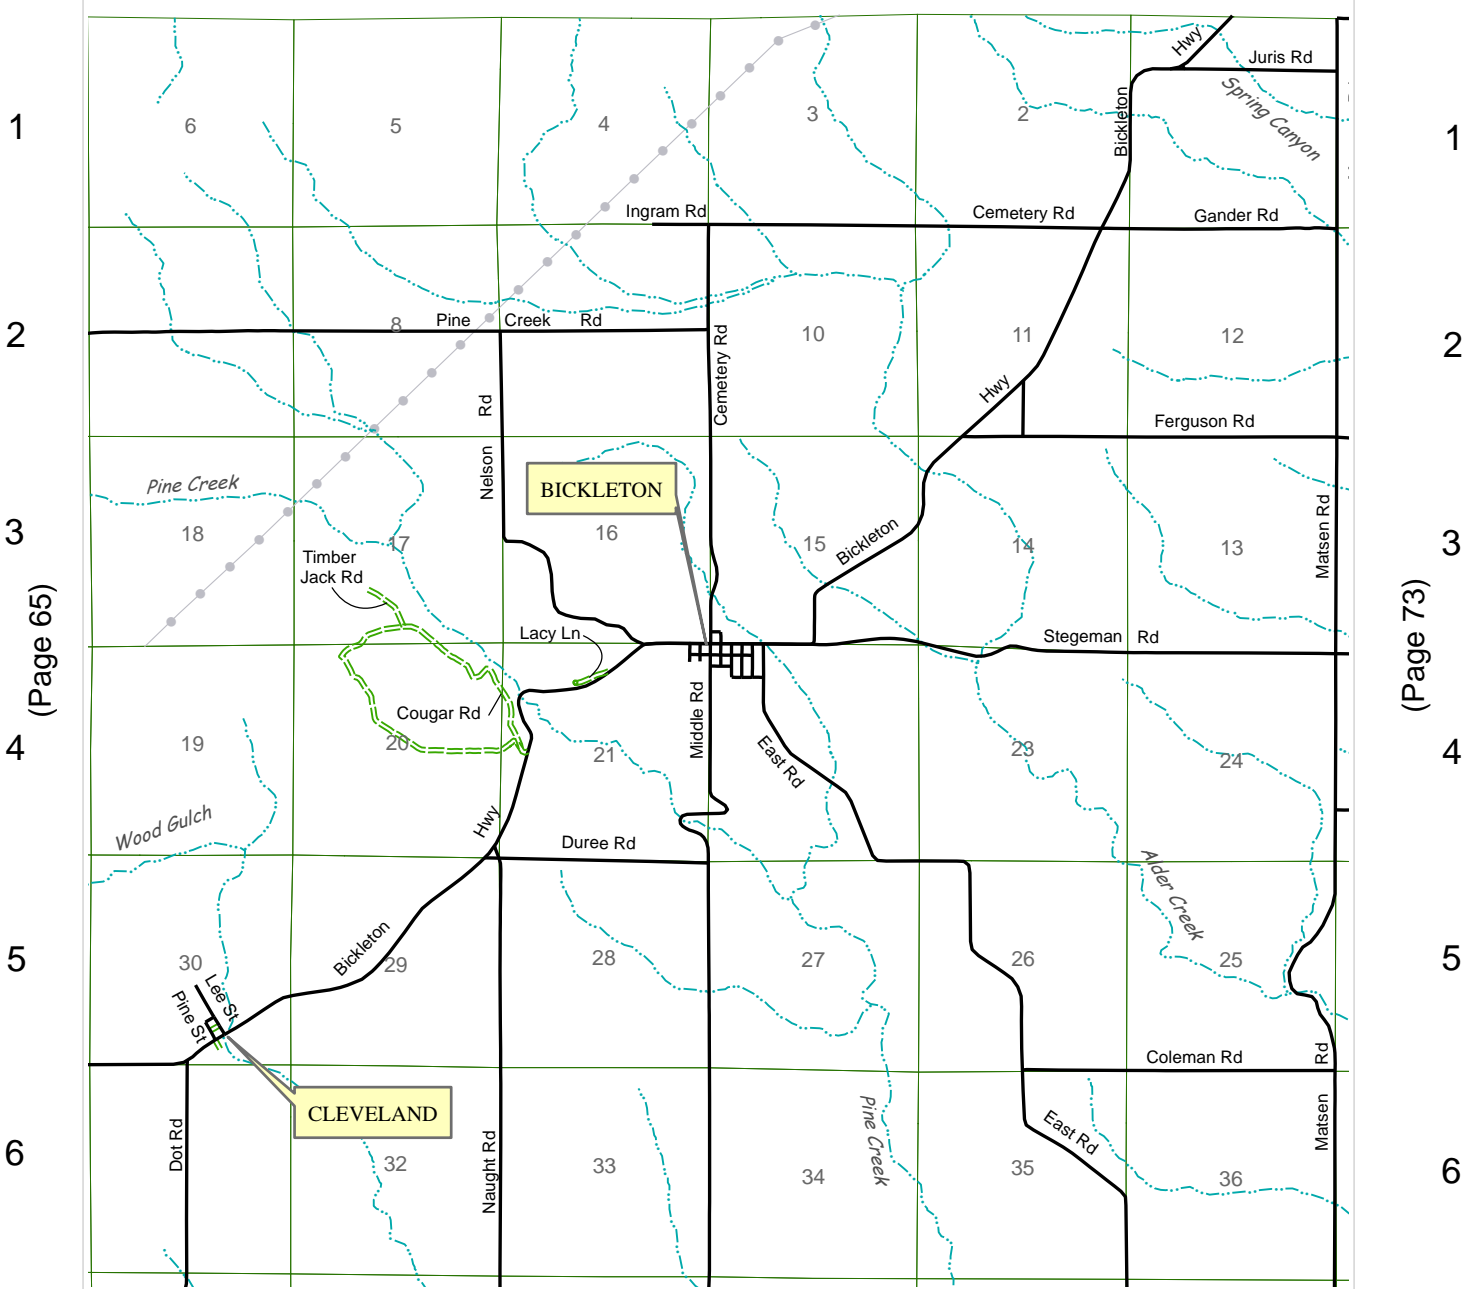 Hwy
Juris Rd
Spring Canyon
Bickleton
1
6
5
4
3
2
1
Ingram Rd
Cemetery Rd
Gander Rd
2
8
Pine Creek Rd
Cemetery Rd
10
11
12
2
Hwy
Nelson Rd
Ferguson Rd
Pine Creek
BICKLETON
3
18
17
16
15
Bickleton
14
13
Matsen Rd
3
Timber
Jack Rd
(Page 65)
(Page 73)
Lacy Ln
Stegeman Rd
Cougar Rd
Middle Rd
East Rd
4
19
20
21
23
24
4
Wood Gulch
Hwy
Duree Rd
Alder Creek
5
30
Bickleton
29
28
27
26
25
5
Lee St
Pine St
Coleman Rd
Rd
CLEVELAND
Dot Rd
Naught Rd
Pine Creek
East Rd
Matsen
6
32
33
34
35
36
6